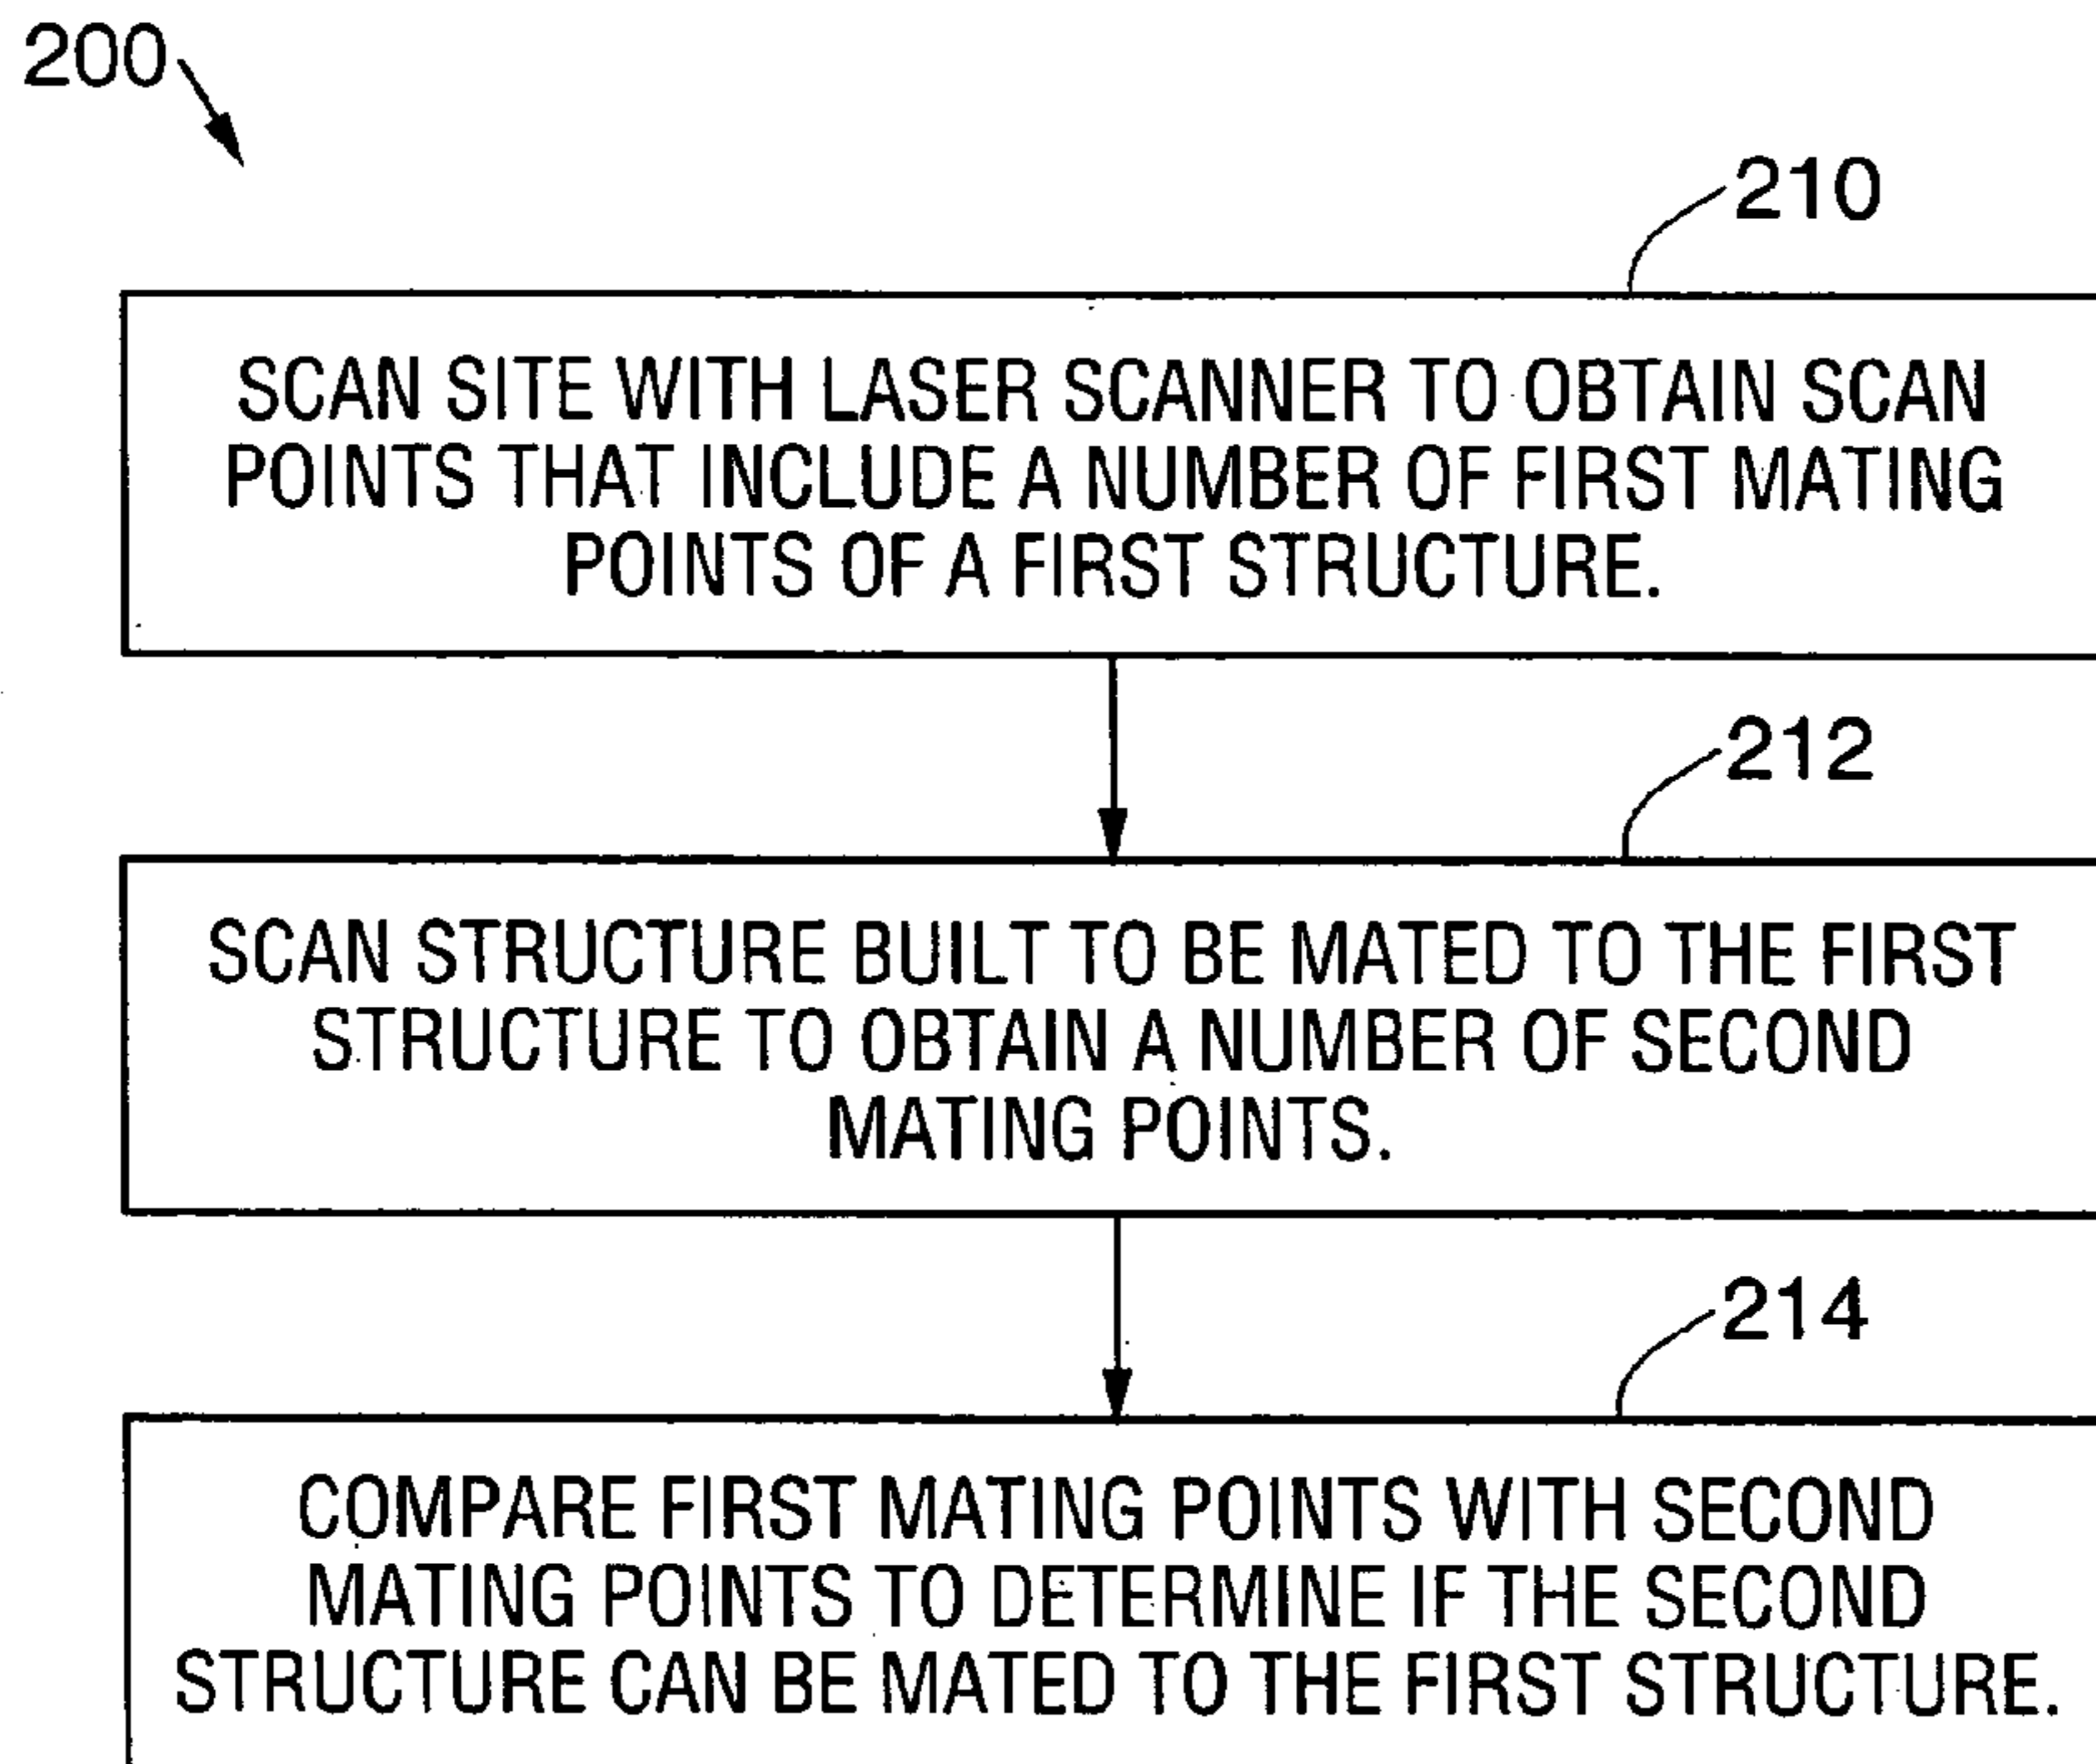 200
210
SCAN SITE WITH LASER SCANNER TO OBTAIN SCAN
POINTS THAT INCLUDE A NUMBER OF FIRST MATING
POINTS OF A FIRST STRUCTURE.
212
SCAN STRUCTURE BUILT TO BE MATED TO THE FIRST
STRUCTURE TO OBTAIN A NUMBER OF SECOND
MATING POINTS.
214
COMPARE FIRST MATING POINTS WITH SECOND
MATING POINTS TO DETERMINE IF THE SECOND
STRUCTURE CAN BE MATED TO THE FIRST STRUCTURE.